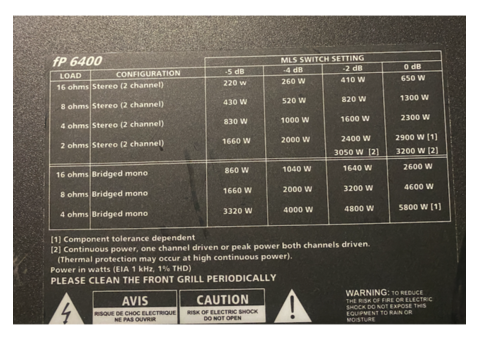 fP 6400
MLS SWITCH SETTING
LOAD CONFIGURATION -5 dB -4 dB -2 dB 0 dB
16 ohms Stereo (2 channel) 220 w 260 W 410 W 650 W
8 ohms Stereo (2 channel) 430 W 520 W 820 W 1300 W
4 ohms Stereo (2 channel) 830 W 1000 W 1600 W 2300 W
2 ohms Stereo (2 channel) 1660 W 2000 W 2400 W 2900 W [1]
3050 W [2] 3200 W [2]
16 ohms Bridged mono 860 W 1040 W 1640 W 2600 W
8 ohms Bridged mono 1660 W 2000 W 3200 W 4600 W
4 ohms Bridged mono 3320 W 4000 W 4800 W 5800 W [1]
[1] Component tolerance dependent
[2] Continuous power, one channel driven or peak power both channels driven.
(Thermal protection may occur at high continuous power).
Power in watts (EIA 1 kHz, 1% THD)
PLEASE CLEAN THE FRONT GRILL PERIODICALLY
AVIS
RISQUE DE CHOC ELECTRIQUE
NE PAS OUVRIR
CAUTION
RISK OF ELECTRIC SHOCK
DO NOT OPEN
WARNING: TO REDUCE
THE RISK OF FIRE OR ELECTRIC
SHOCK DO NOT EXPOSE THIS
EQUIPMENT TO RAIN OR
MOISTURE